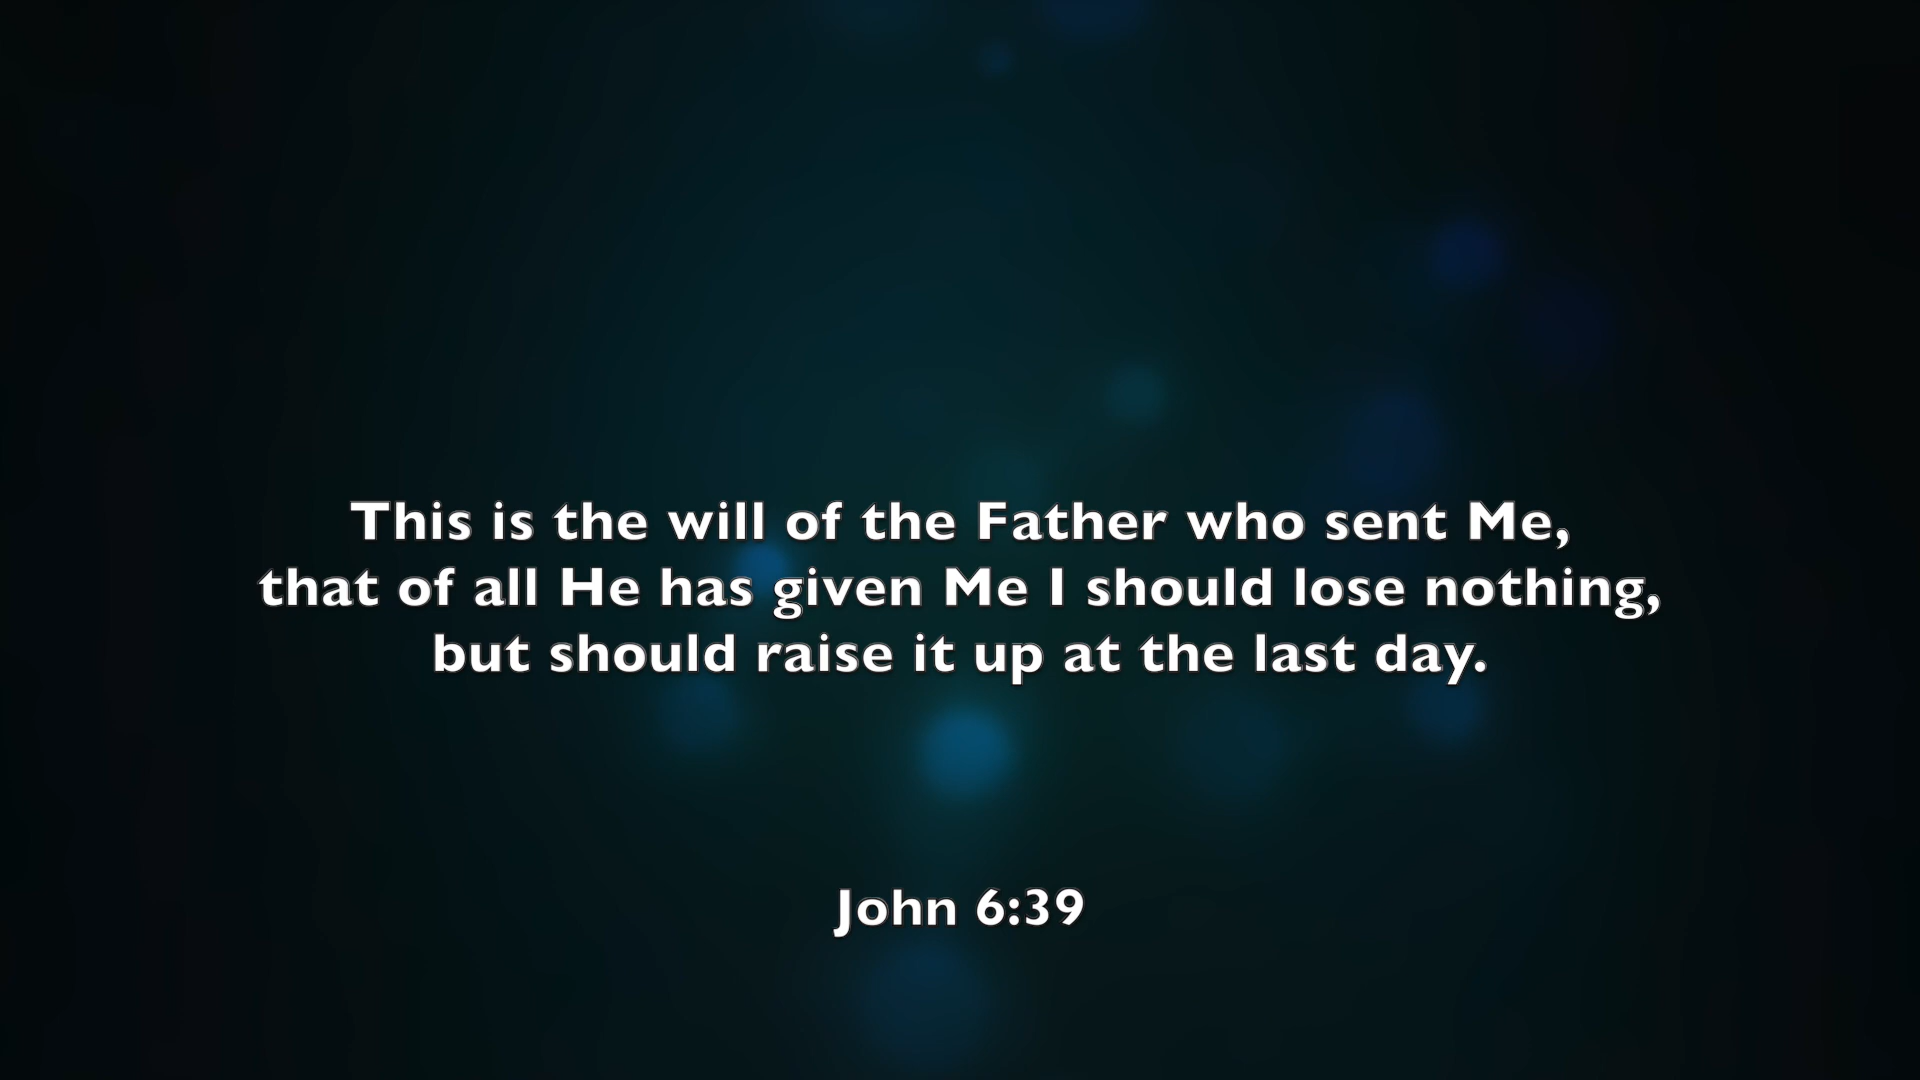 This is the will of the Father who sent Me,
that of all He has given Me I should lose nothing,
but should raise it up at the last day.
John 6:39